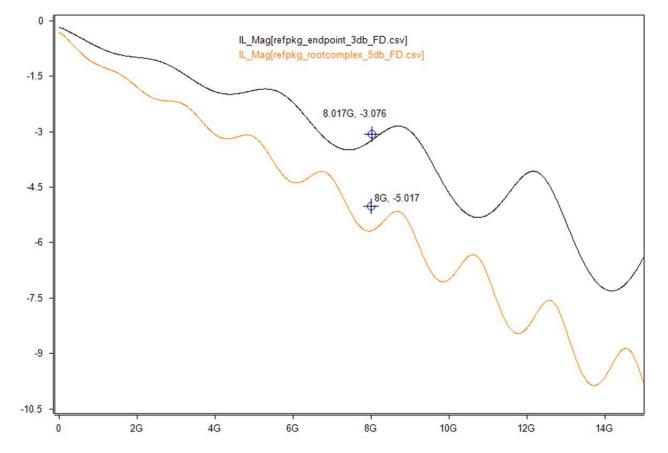 IL_Mag[refpkg_endpoint_3db_FD.csv]
IL_Mag[refpkg_rootcomplex_5db_FD.csv]
8.017G, -3.076
8G, -5.017
0
-1.5
-3
-4.5
-6
-7.5
-9
-10.5
0 2G 4G 6G 8G 10G 12G 14G